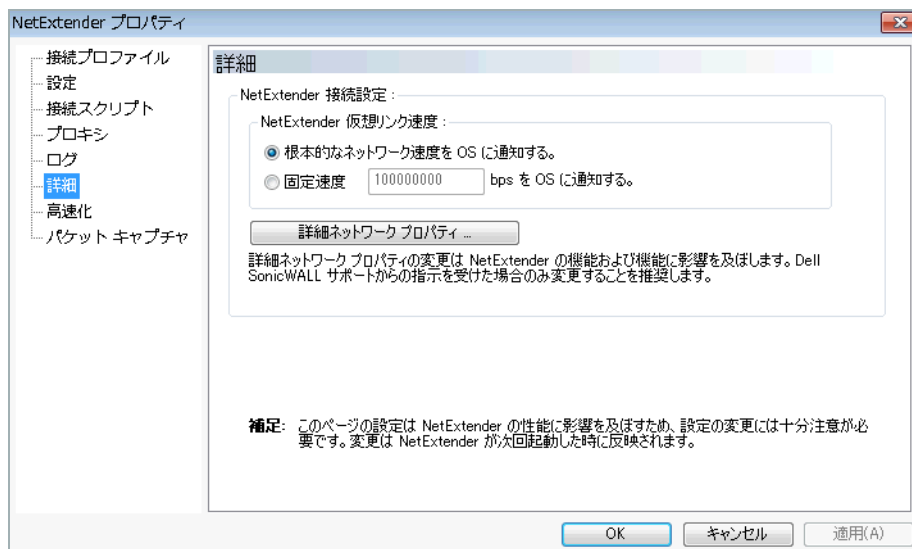 NetExtender プロパティ
接続プロファイル
設定
接続スクリプト
プロキシ
ログ
詳細
高速化
パケット キャプチャ
詳細
NetExtender 接続設定：
NetExtender 仮想リンク速度：
根本的なネットワーク速度を OS に通知する。
固定速度 100000000 bps を OS に通知する。
詳細ネットワーク プロパティ ...
詳細ネットワーク プロパティの変更は NetExtender の機能および機能に影響を及ぼします。Dell
SonicWALL サポートからの指示を受けた場合のみ変更することを推奨します。
補足: このページの設定は NetExtender の性能に影響を及ぼすため、設定の変更には十分注意が必
要です。変更は NetExtender が次回起動した時に反映されます。
OK キャンセル 適用(A)